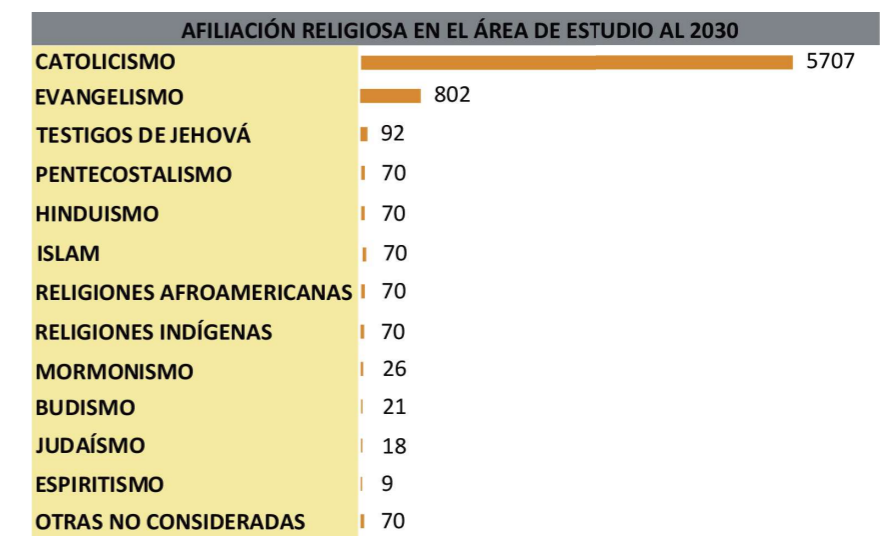 AFILIACIÓN RELIGIOSA EN EL ÁREA DE ESTUDIO AL 2030
CATOLICISMO 5707
EVANGELISMO 802
TESTIGOS DE JEHOVÁ 92
PENTECOSTALISMO 70
HINDUISMO 70
ISLAM 70
RELIGIONES AFROAMERICANAS 70
RELIGIONES INDÍGENAS 70
MORMONISMO 26
BUDISMO 21
JUDAÍSMO 18
ESPIRITISMO 9
OTRAS NO CONSIDERADAS 70